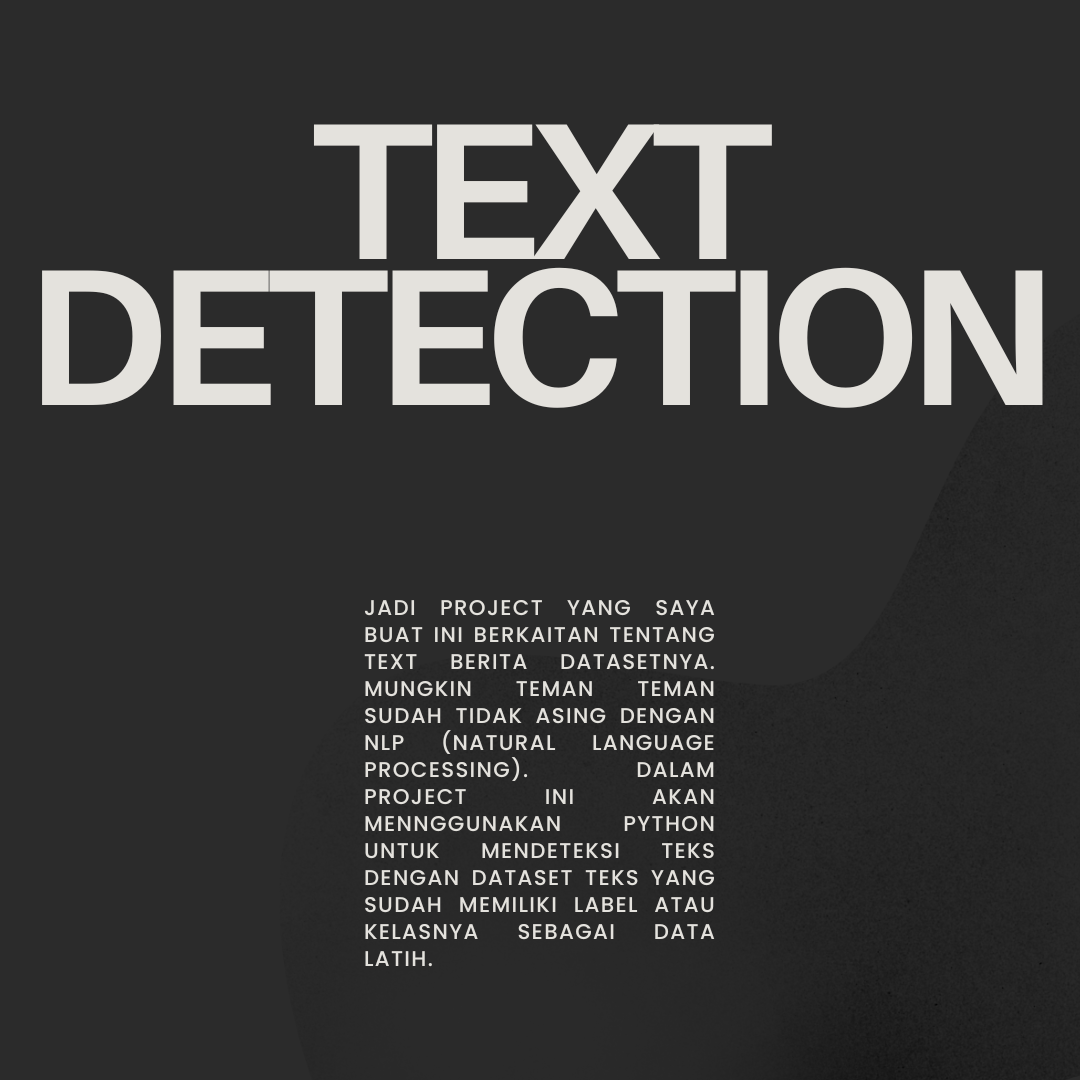 TEXT
DETECTION
JADI PROJECT YANG SAYA
BUAT INI BERKAITAN TENTANG
TEXT BERITA DATASETNYA.
MUNGKIN TEMAN TEMAN
SUDAH TIDAK ASING DENGAN
NLP (NATURAL LANGUAGE
PROCESSING). DALAM
PROJECT INI AKAN
MENNGGUNAKAN PYTHON
UNTUK MENDETEKSI TEKS
DENGAN DATASET TEKS YANG
SUDAH MEMILIKI LABEL ATAU
KELASNYA SEBAGAI DATA
LATIH.